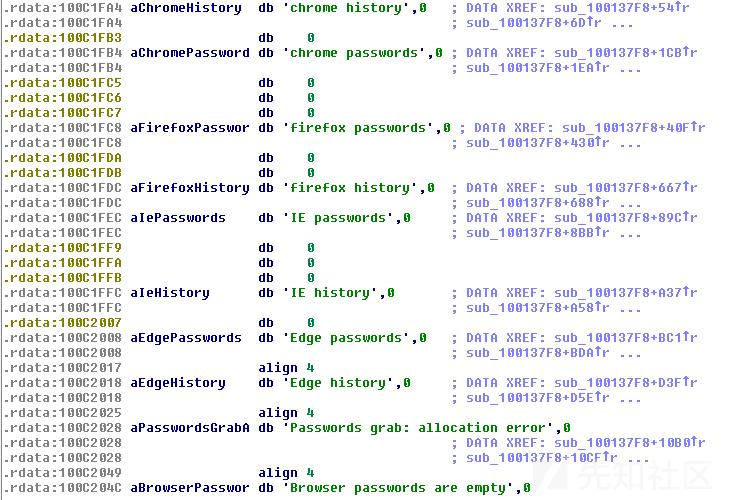 .rdata:100C1FA4 aChromeHistory db 'chrome history',0 ; DATA XREF: sub_100137F8+54↑r
.rdata:100C1FA4 ; sub_100137F8+6D↑r ...
.rdata:100C1FB3 db 0
.rdata:100C1FB4 aChromePassword db 'chrome passwords',0 ; DATA XREF: sub_100137F8+1CB↑r
.rdata:100C1FB4 ; sub_100137F8+1EA↑r ...
.rdata:100C1FC5 db 0
.rdata:100C1FC6 db 0
.rdata:100C1FC7 db 0
.rdata:100C1FC8 aFirefoxPasswor db 'firefox passwords',0 ; DATA XREF: sub_100137F8+40F↑r
.rdata:100C1FC8 ; sub_100137F8+430↑r ...
.rdata:100C1FDA db 0
.rdata:100C1FDB db 0
.rdata:100C1FDC aFirefoxHistory db 'firefox history',0 ; DATA XREF: sub_100137F8+667↑r
.rdata:100C1FDC ; sub_100137F8+688↑r ...
.rdata:100C1FEC aIePasswords db 'IE passwords',0 ; DATA XREF: sub_100137F8+89C↑r
.rdata:100C1FEC ; sub_100137F8+8BB↑r ...
.rdata:100C1FF9 db 0
.rdata:100C1FFA db 0
.rdata:100C1FFB db 0
.rdata:100C1FFC aIeHistory db 'IE history',0 ; DATA XREF: sub_100137F8+A37↑r
.rdata:100C1FFC ; sub_100137F8+A58↑r ...
.rdata:100C2007 db 0
.rdata:100C2008 aEdgePasswords db 'Edge passwords',0 ; DATA XREF: sub_100137F8+BC1↑r
.rdata:100C2008 ; sub_100137F8+BDA↑r ...
.rdata:100C2017 align 4
.rdata:100C2018 aEdgeHistory db 'Edge history',0 ; DATA XREF: sub_100137F8+D3F↑r
.rdata:100C2018 ; sub_100137F8+D5E↑r ...
.rdata:100C2025 align 4
.rdata:100C2028 aPasswordsGrabA db 'Passwords grab: allocation error',0
.rdata:100C2028 ; DATA XREF: sub_100137F8+10B0↑r
.rdata:100C2028 ; sub_100137F8+10CF↑r ...
.rdata:100C2049 align 4
.rdata:100C204C aBrowserPasswor db 'Browser passwords are empty',0
先知社区